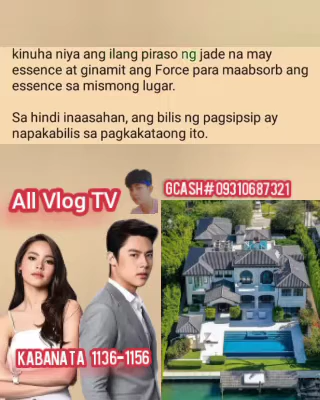 kinuha niya ang ilang piraso ng jade na may
essence at ginamit ang Force para maabsorb ang
essence sa mismong lugar.
Sa hindi inaasahan, ang bilis ng pagsipsip ay
napakabilis sa pagkakataong ito.
GCASH#09310687321
All Vlog TV
KABANATA 1136-1156